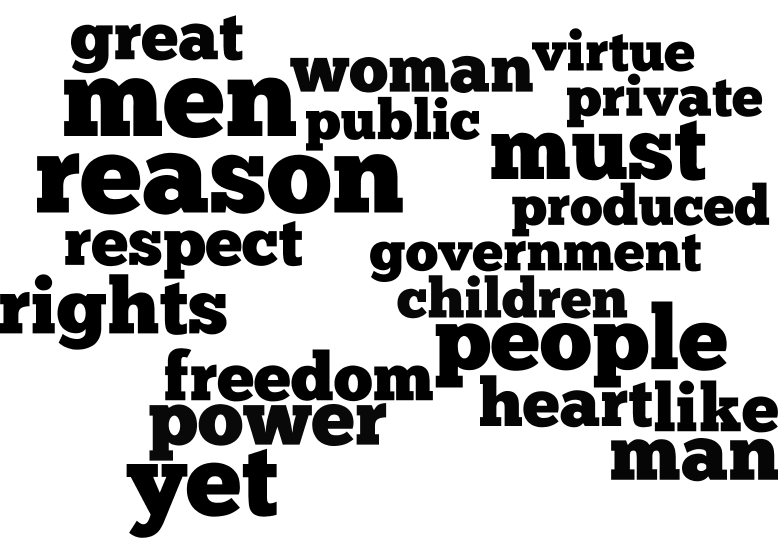 great
woman
virtue
men
public
private
must
reason
produced
respect
government
rights
children
people
freedom
heart
like
power
man
yet